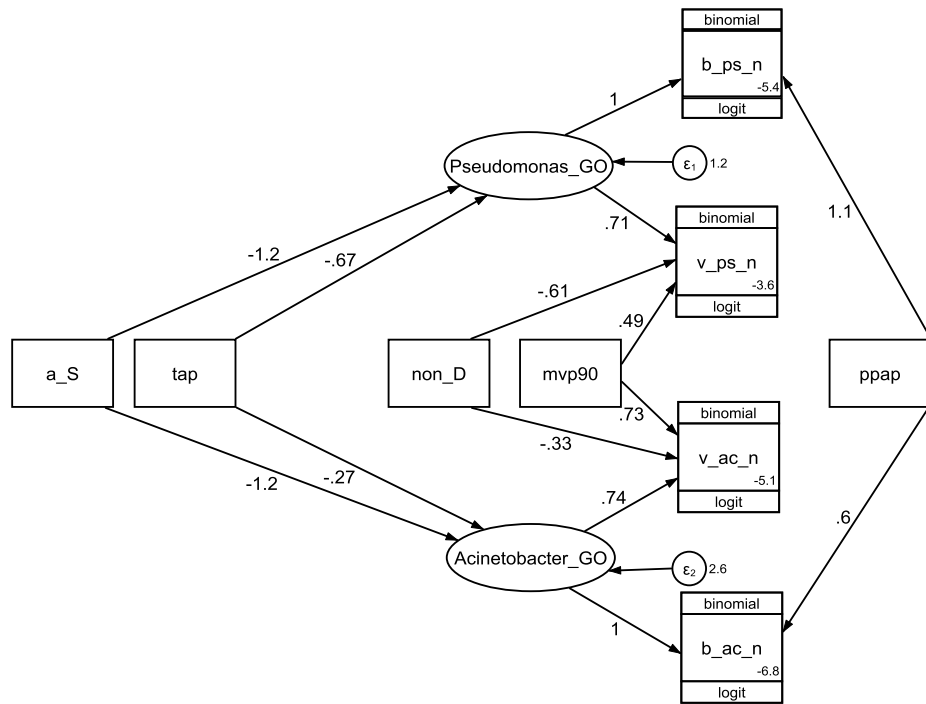 binomial
b_ps_n
-5.4
logit
1
Pseudomonas_GO
ε1
1.2
.71
binomial
v_ps_n
-3.6
logit
1.1
-1.2
-.67
-.61
.49
a_S
tap
non_D
mvp90
ppap
.73
-.33
binomial
v_ac_n
-5.1
logit
-1.2
-.27
.74
.6
Acinetobacter_GO
ε2
2.6
1
binomial
b_ac_n
-6.8
logit